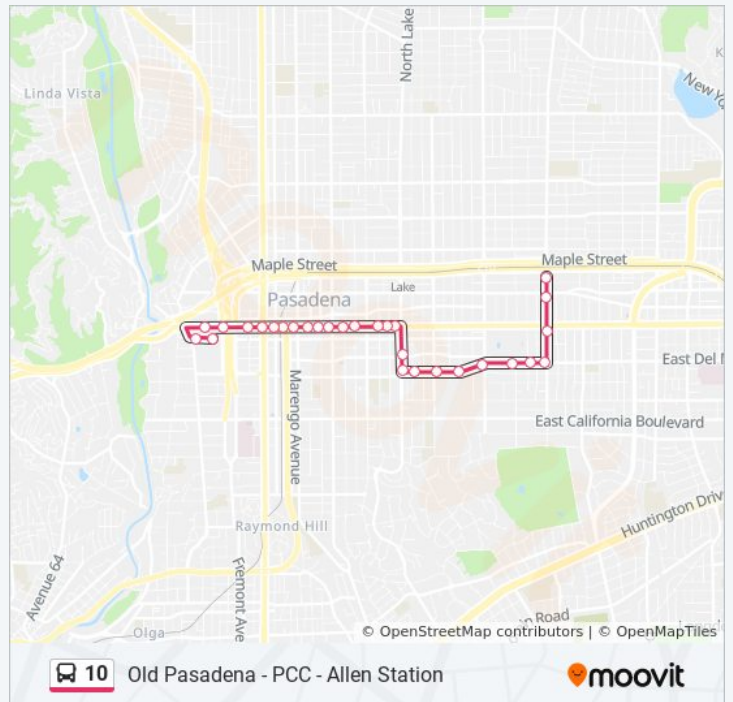 North Lake
Linda Vista
New Yo
Maple Street
Maple Street
Lake
Pasadena
East Del M
Marengo Avenue
East California Boulevard
Huntington Driv
Raymond Hill
Avenue 64
Fremont Ave
Olga
in Road
© OpenStreetMap contributors | © OpenMapTiles
10 Old Pasadena - PCC - Allen Station
moovit